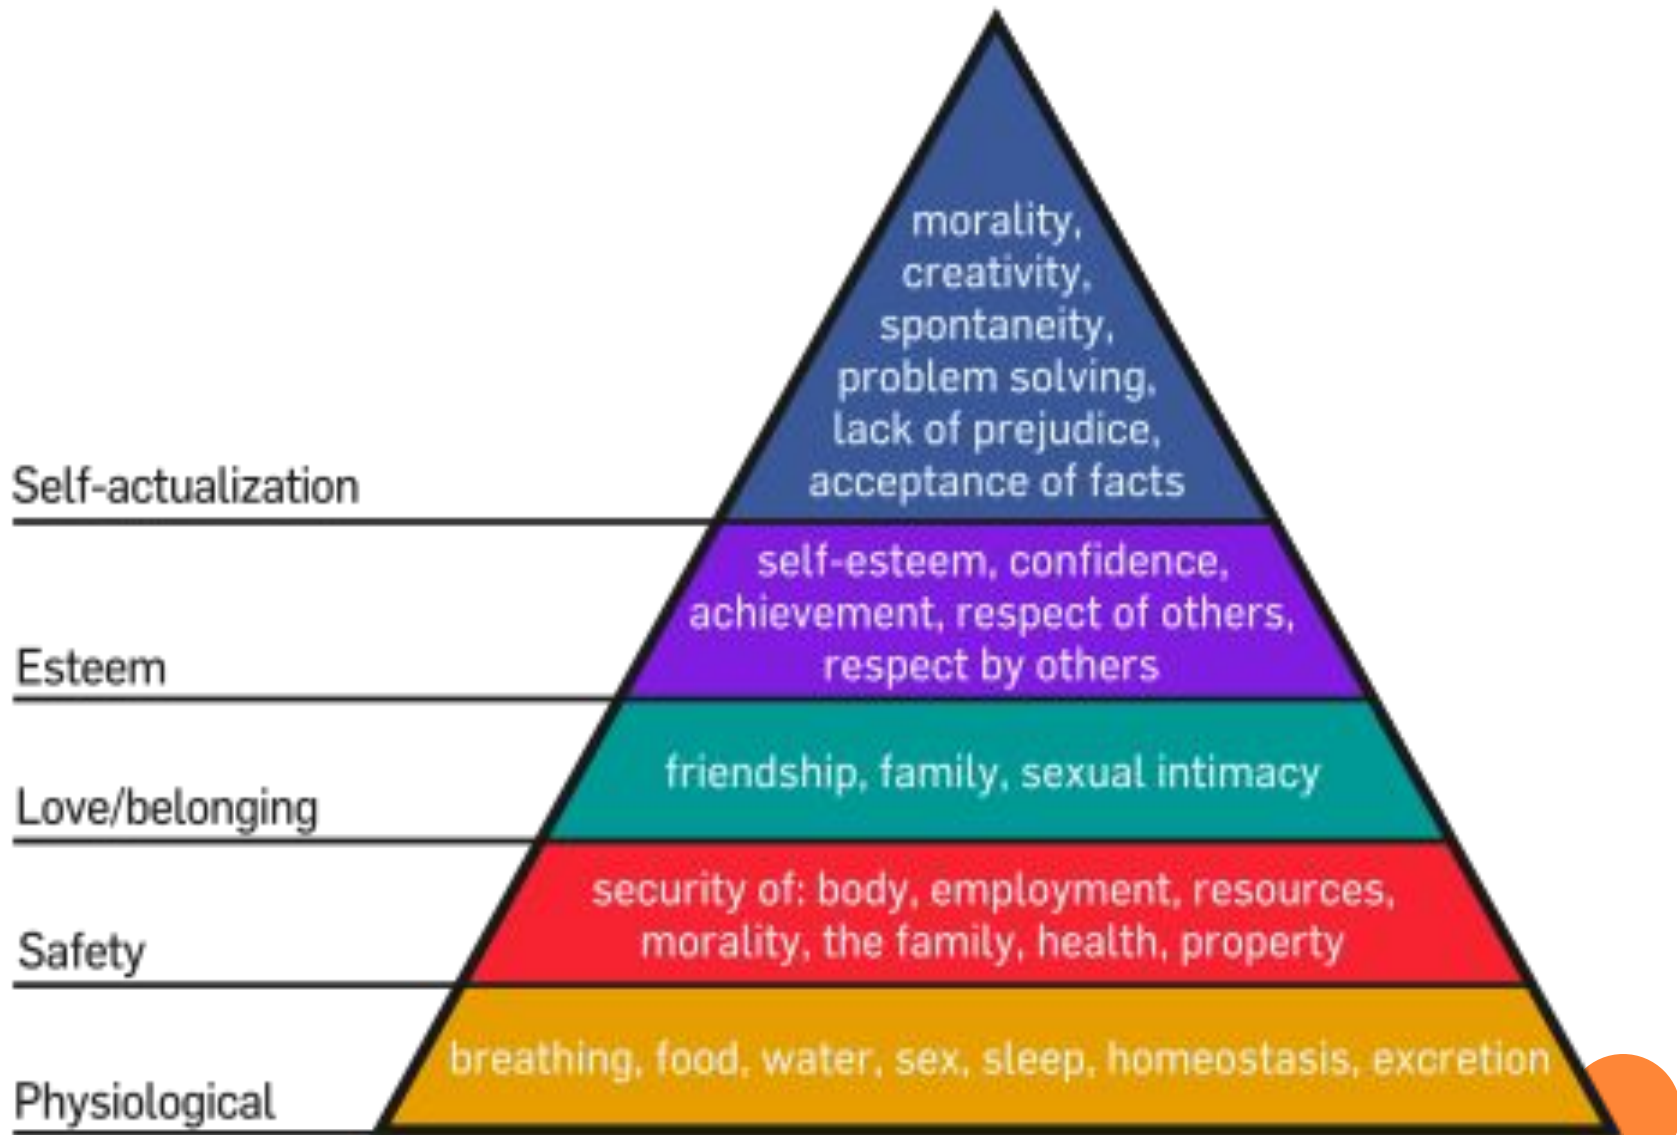 morality,
creativity,
spontaneity,
problem solving,
lack of prejudice,
acceptance of facts
Self-actualization
self-esteem, confidence,
achievement, respect of others,
respect by others
Esteem
friendship, family, sexual intimacy
Love/belonging
security of: body, employment, resources,
morality, the family, health, property
Safety
breathing, food, water, sex, sleep, homeostasis, excretion
Physiological